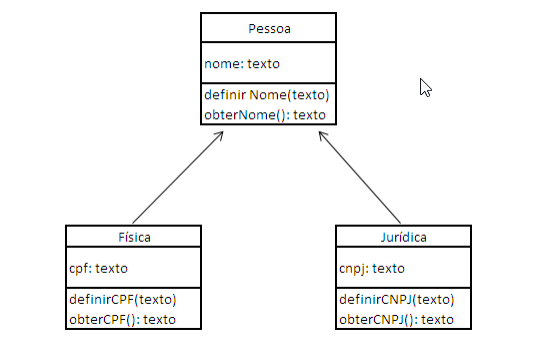 Pessoa
nome: texto
definir Nome(texto)
obterNome(): texto
Física
cpf: texto
definirCPF(texto)
obterCPF(): texto
Jurídica
cnpj: texto
definirCNPJ(texto)
obterCNPJ(): texto